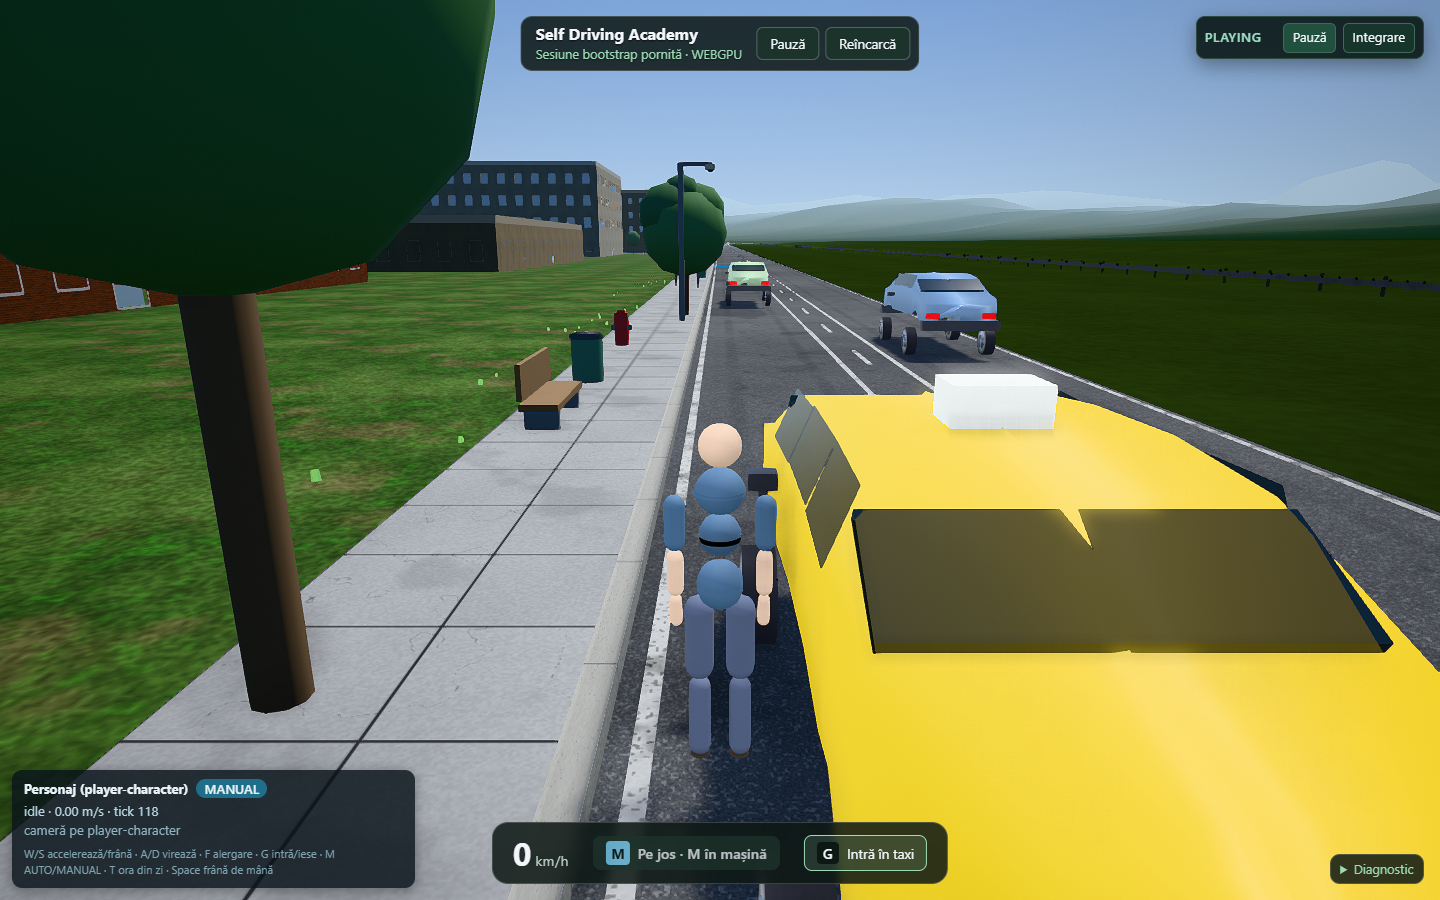 Self Driving Academy
Sesiune bootstrap pornită · WEBGPU
Pauză
Reîncarcă
PLAYING
Pauză
Integrare
Personaj (player-character)
MANUAL
idle · 0.00 m/s · tick 118
cameră pe player-character
W/S accelerează/frână · A/D virează · F alergare · G intră/iese · M
AUTO/MANUAL · T ora din zi · Space frână de mână
0 km/h
M Pe jos · M în mașină
G Intră în taxi
▶ Diagnostic